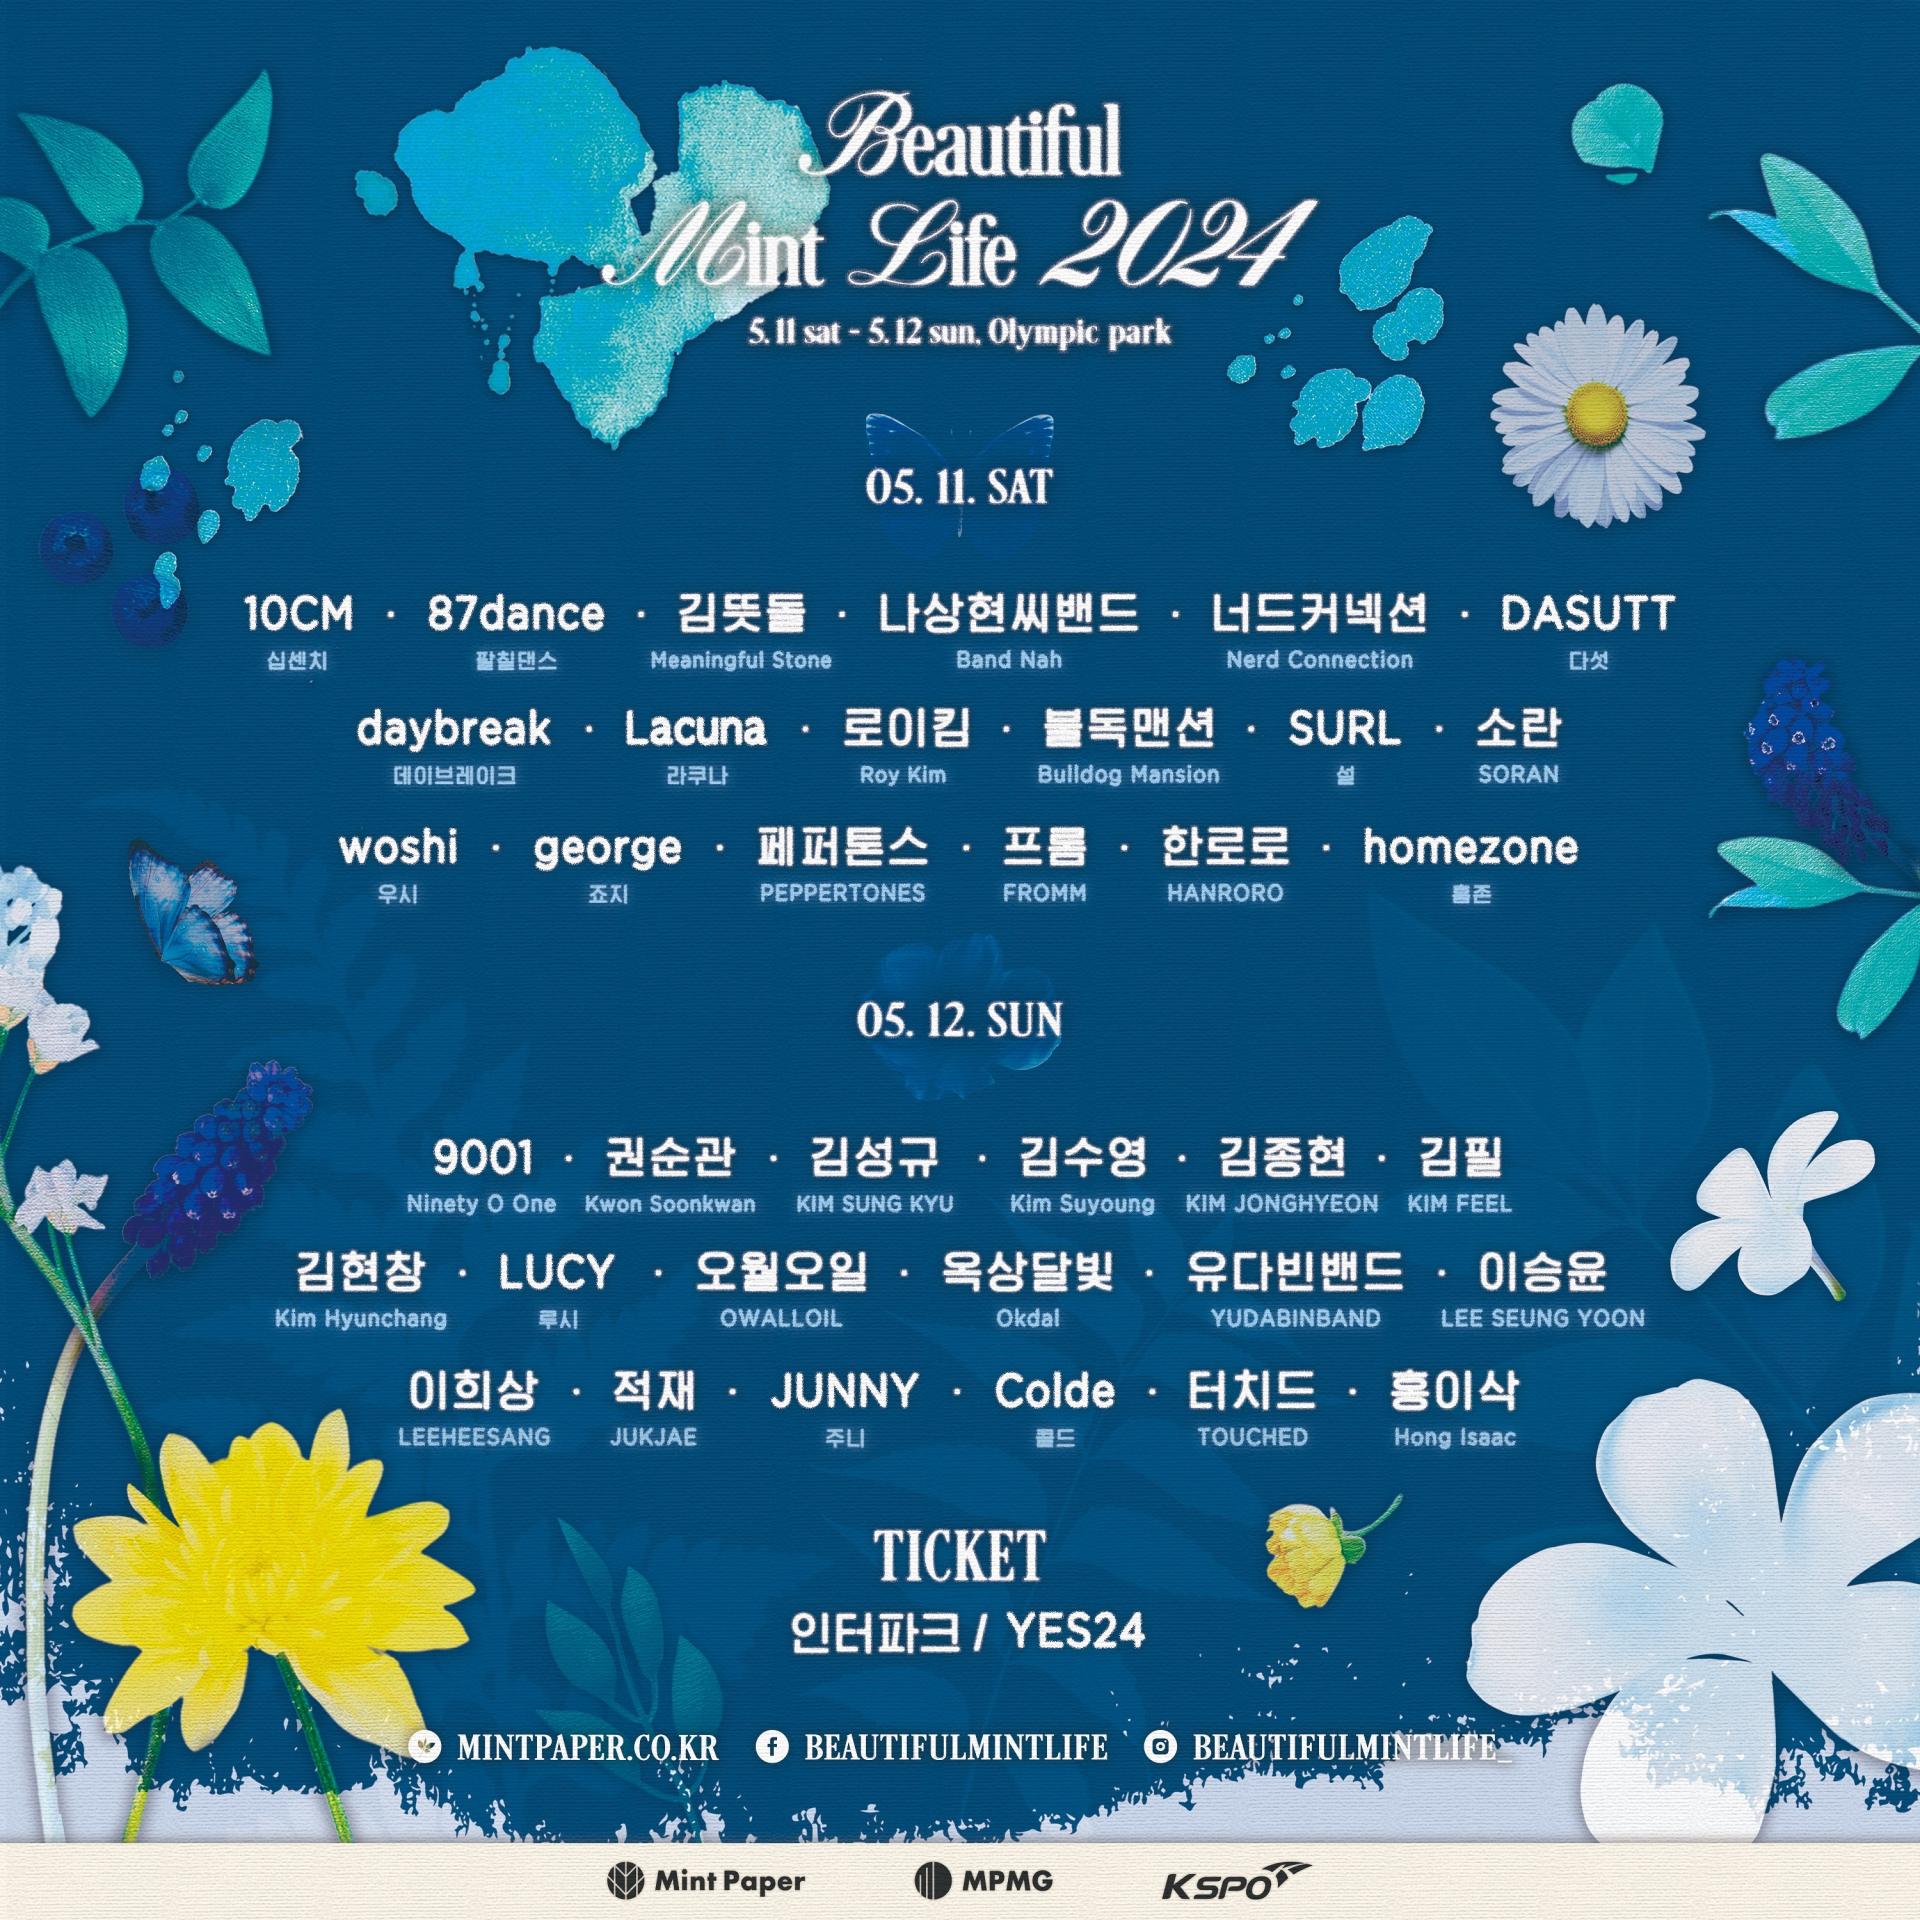 Beautiful
Mint Life 2024
5.11 sat - 5.12 sun, Olympic park
05. 11. SAT
10CM · 87dance · 김뜻돌 · 나상현씨밴드 · 너드커넥션 · DASUTT
십센치 팔칠댄스 Meaningful Stone Band Nah Nerd Connection 다섯
daybreak · Lacuna · 로이킴 · 불독맨션 · SURL · 소란
데이브레이크 라쿠나 Roy Kim Bulldog Mansion 설 SORAN
woshi · george · 페퍼톤스 · 프롬 · 한로로 · homezone
우시 죠지 PEPPERTONES FROMM HANRORO 홈존
05. 12. SUN
9001 · 권순관 · 김성규 · 김수영 · 김종현 · 김필
Ninety O One Kwon Soonkwan KIM SUNG KYU Kim Suyoung KIM JONGHYEON KIM FEEL
김현창 · LUCY · 오월오일 · 옥상달빛 · 유다빈밴드 · 이승윤
Kim Hyunchang 루시 OWALLOIL Okdal YUDABINBAND LEE SEUNG YOON
이희상 · 적재 · JUNNY · Colde · 터치드 · 홍이삭
LEEHEESANG JUKJAE 주니 콜드 TOUCHED Hong Isaac
TICKET
인터파크 / YES24
MINTPAPER.CO.KR BEAUTIFULMINTLIFE BEAUTIFULMINTLIFE_
Mint Paper MPMG KSPO